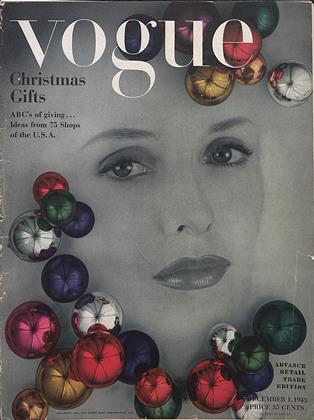 vogue
Christmas
Gifts
ABC's of giving...
Ideas from 75 Shops
of the U.S.A.
ADVANCE
RETAIL
TRADE
EDITION
DECEMBER 1, 1943
PRICE 35 CENTS